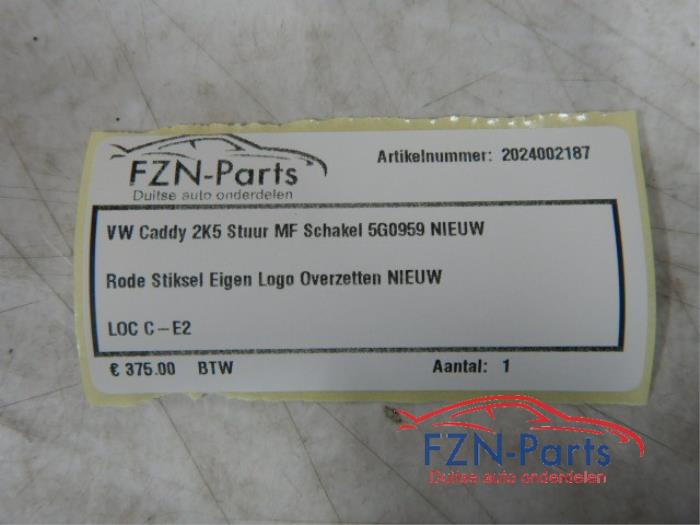 FZN-Parts
Duitse auto onderdelen
Artikelnummer: 2024002187
VW Caddy 2K5 Stuur MF Schakel 5G0959 NIEUW
Rode Stiksel Eigen Logo Overzetten NIEUW
LOC C-E2
€ 375.00 BTW
Aantal: 1
FZN-Parts
Duitse auto onderdelen